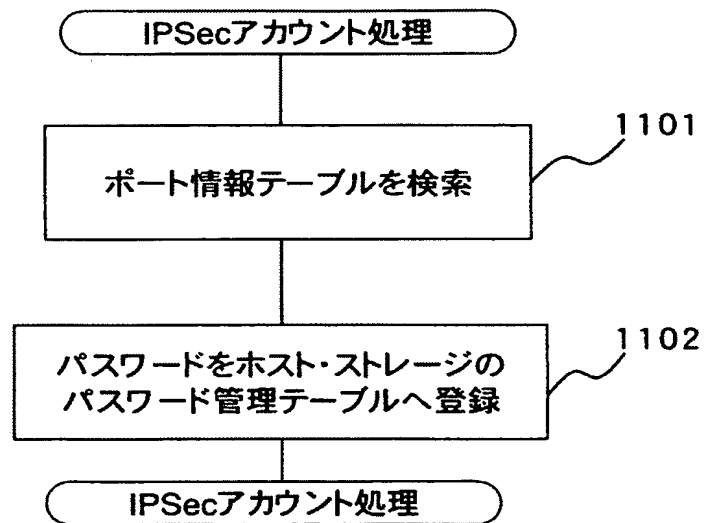 IPSecアカウント処理
1101
ポート情報テーブルを検索
1102
パスワードをホスト・ストレージの
パスワード管理テーブルへ登録
IPSecアカウント処理